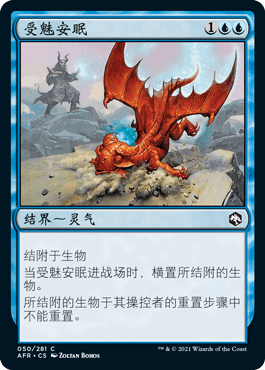 受魅安眠 1
结界～灵气
结附于生物
当受魅安眠进战场时，横置所结附的生
物。
所结附的生物于其操控者的重置步骤中
不能重置。
050/281 C
AFR • CS ZOLTAN BOROS
™ & © 2021 Wizards of the Coast